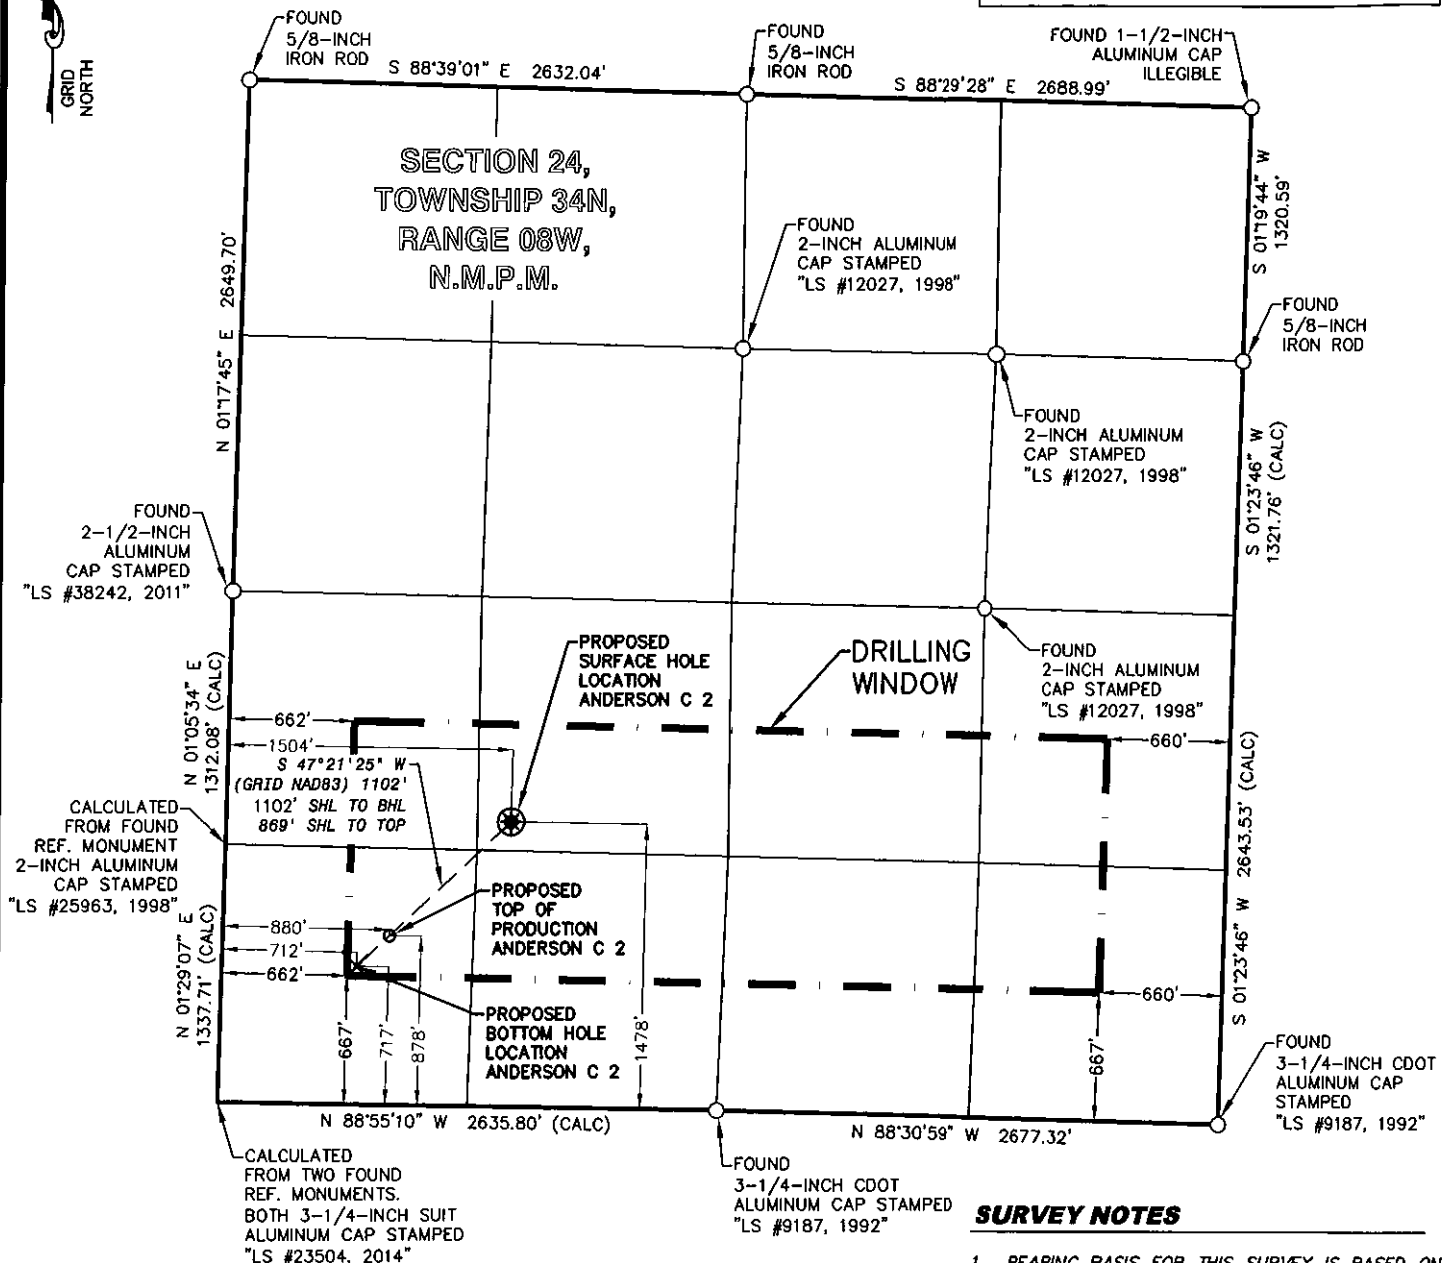 GRID
NORTH
FOUND
5/8-INCH
IRON ROD
S 88°39'01" E 2632.04'
FOUND
5/8-INCH
IRON ROD
S 88°29'28" E 2688.99'
FOUND 1-1/2-INCH
ALUMINUM CAP
ILLEGIBLE
SECTION 24,
TOWNSHIP 34N,
RANGE 08W,
N.M.P.M.
S 01°19'44" W
1320.59'
FOUND
2-INCH ALUMINUM
CAP STAMPED
"LS #12027, 1998"
N 01°17'45" E 2649.70'
FOUND
5/8-INCH
IRON ROD
FOUND
2-INCH ALUMINUM
CAP STAMPED
"LS #12027, 1998"
S 01°23'46" W
1321.76' (CALC)
FOUND
2-1/2-INCH
ALUMINUM
CAP STAMPED
"LS #38242, 2011"
PROPOSED
SURFACE HOLE
LOCATION
ANDERSON C 2
DRILLING
WINDOW
FOUND
2-INCH ALUMINUM
CAP STAMPED
"LS #12027, 1998"
N 01°05'34" E
1312.08' (CALC)
662'
1504'
660'
S 47°21'25" W
(GRID NAD83) 1102'
1102' SHL TO BHL
869' SHL TO TOP
CALCULATED
FROM FOUND
REF. MONUMENT
2-INCH ALUMINUM
CAP STAMPED
"LS #25963, 1998"
S 01°23'46" W 2643.53' (CALC)
PROPOSED
TOP OF
PRODUCTION
ANDERSON C 2
880'
712'
662'
660'
N 01°29'07" E
1337.71' (CALC)
PROPOSED
BOTTOM HOLE
LOCATION
ANDERSON C 2
667'
717'
878'
1478'
667'
FOUND
3-1/4-INCH CDOT
ALUMINUM CAP
STAMPED
"LS #9187, 1992"
N 88°55'10" W 2635.80' (CALC)
N 88°30'59" W 2677.32'
CALCULATED
FROM TWO FOUND
REF. MONUMENTS.
BOTH 3-1/4-INCH SUIT
ALUMINUM CAP STAMPED
"LS #23504, 2014"
FOUND
3-1/4-INCH CDOT
ALUMINUM CAP STAMPED
"LS #9187, 1992"
SURVEY NOTES
1. BEARING BASIS FOR THIS SURVEY IS BASED ON